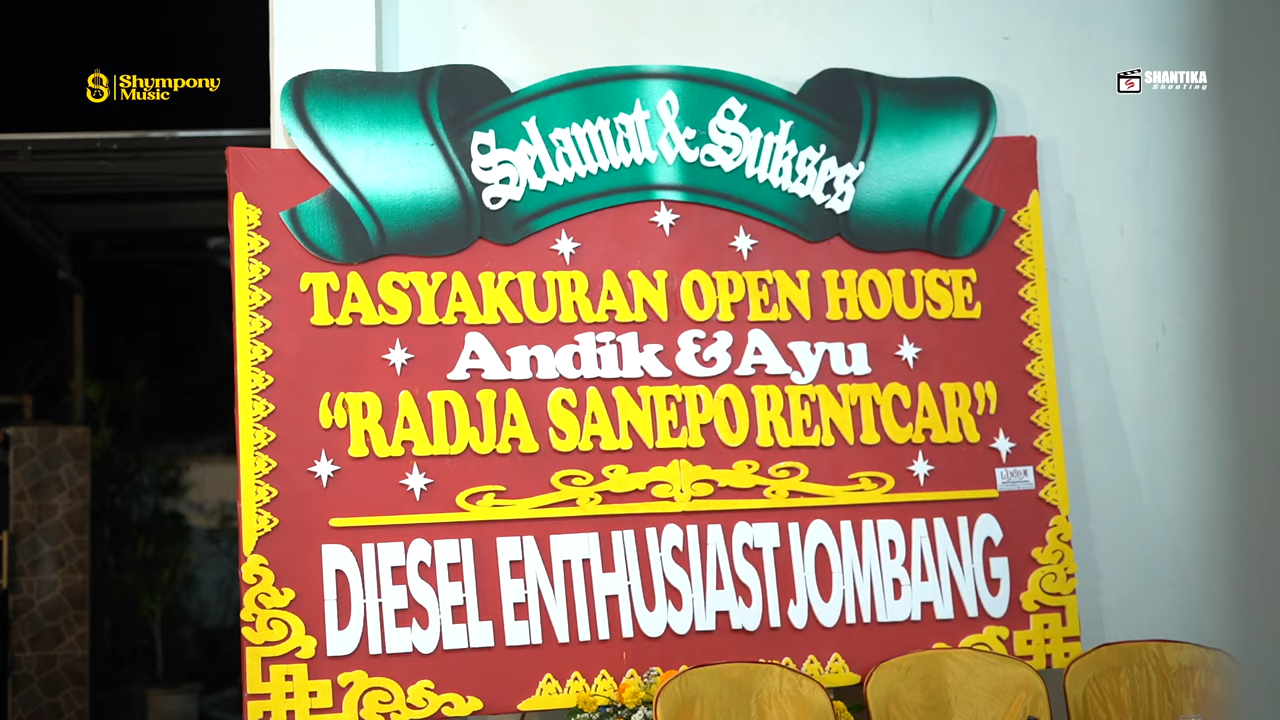 Shympony
Music
SHANTIKA
Shooting
Selamat & Sukses
TASYAKURAN OPEN HOUSE
Andik & Ayu
“RADJA SANEPO RENTCAR”
DIESEL ENTHUSIAST JOMBANG